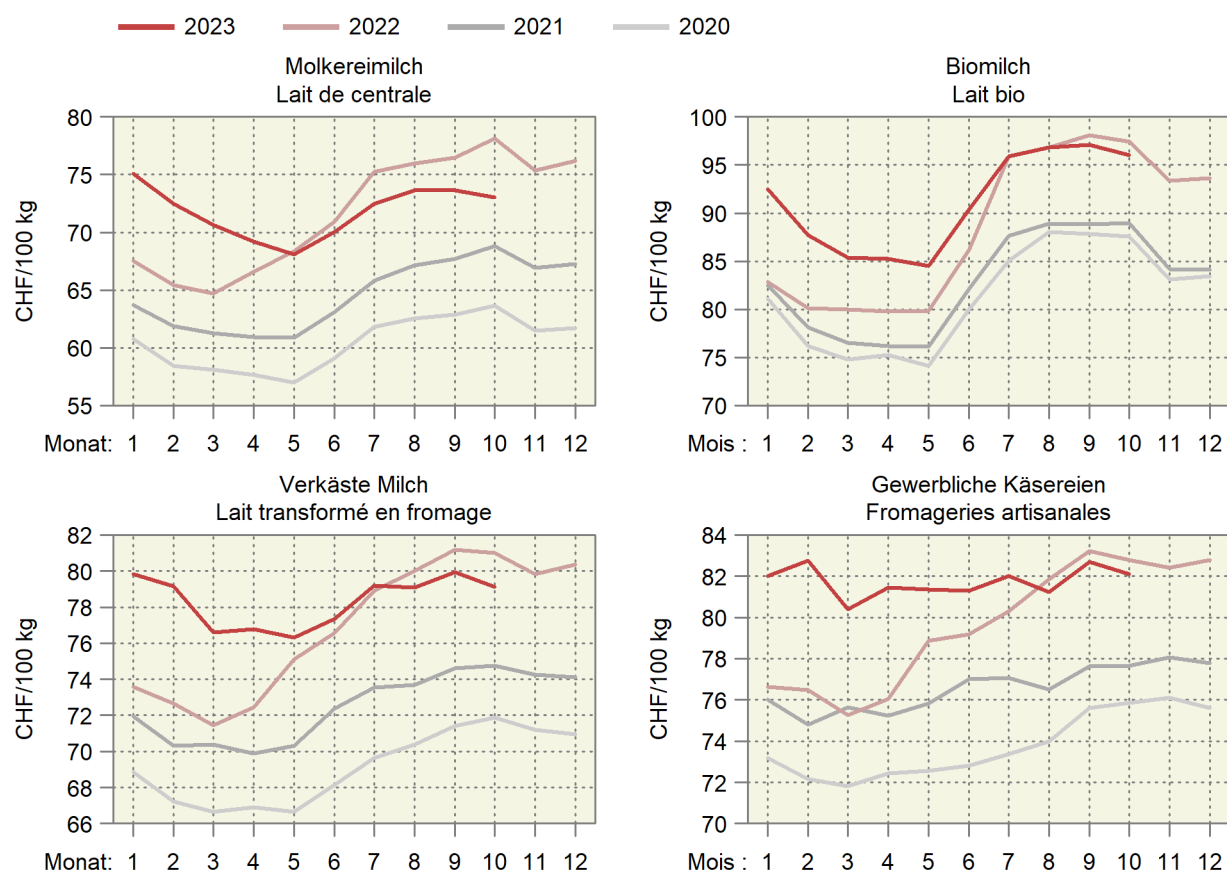 2023 2022 2021 2020
Molkereimilch
Lait de centrale
CHF/100 kg
80
75
70
65
60
55
Monat: 1 2 3 4 5 6 7 8 9 10 11 12
Biomilch
Lait bio
CHF/100 kg
100
95
90
85
80
75
70
Mois : 1 2 3 4 5 6 7 8 9 10 11 12
Verkäste Milch
Lait transformé en fromage
CHF/100 kg
82
80
78
76
74
72
70
68
66
Monat: 1 2 3 4 5 6 7 8 9 10 11 12
Gewerbliche Käsereien
Fromageries artisanales
CHF/100 kg
84
82
80
78
76
74
72
70
Mois : 1 2 3 4 5 6 7 8 9 10 11 12